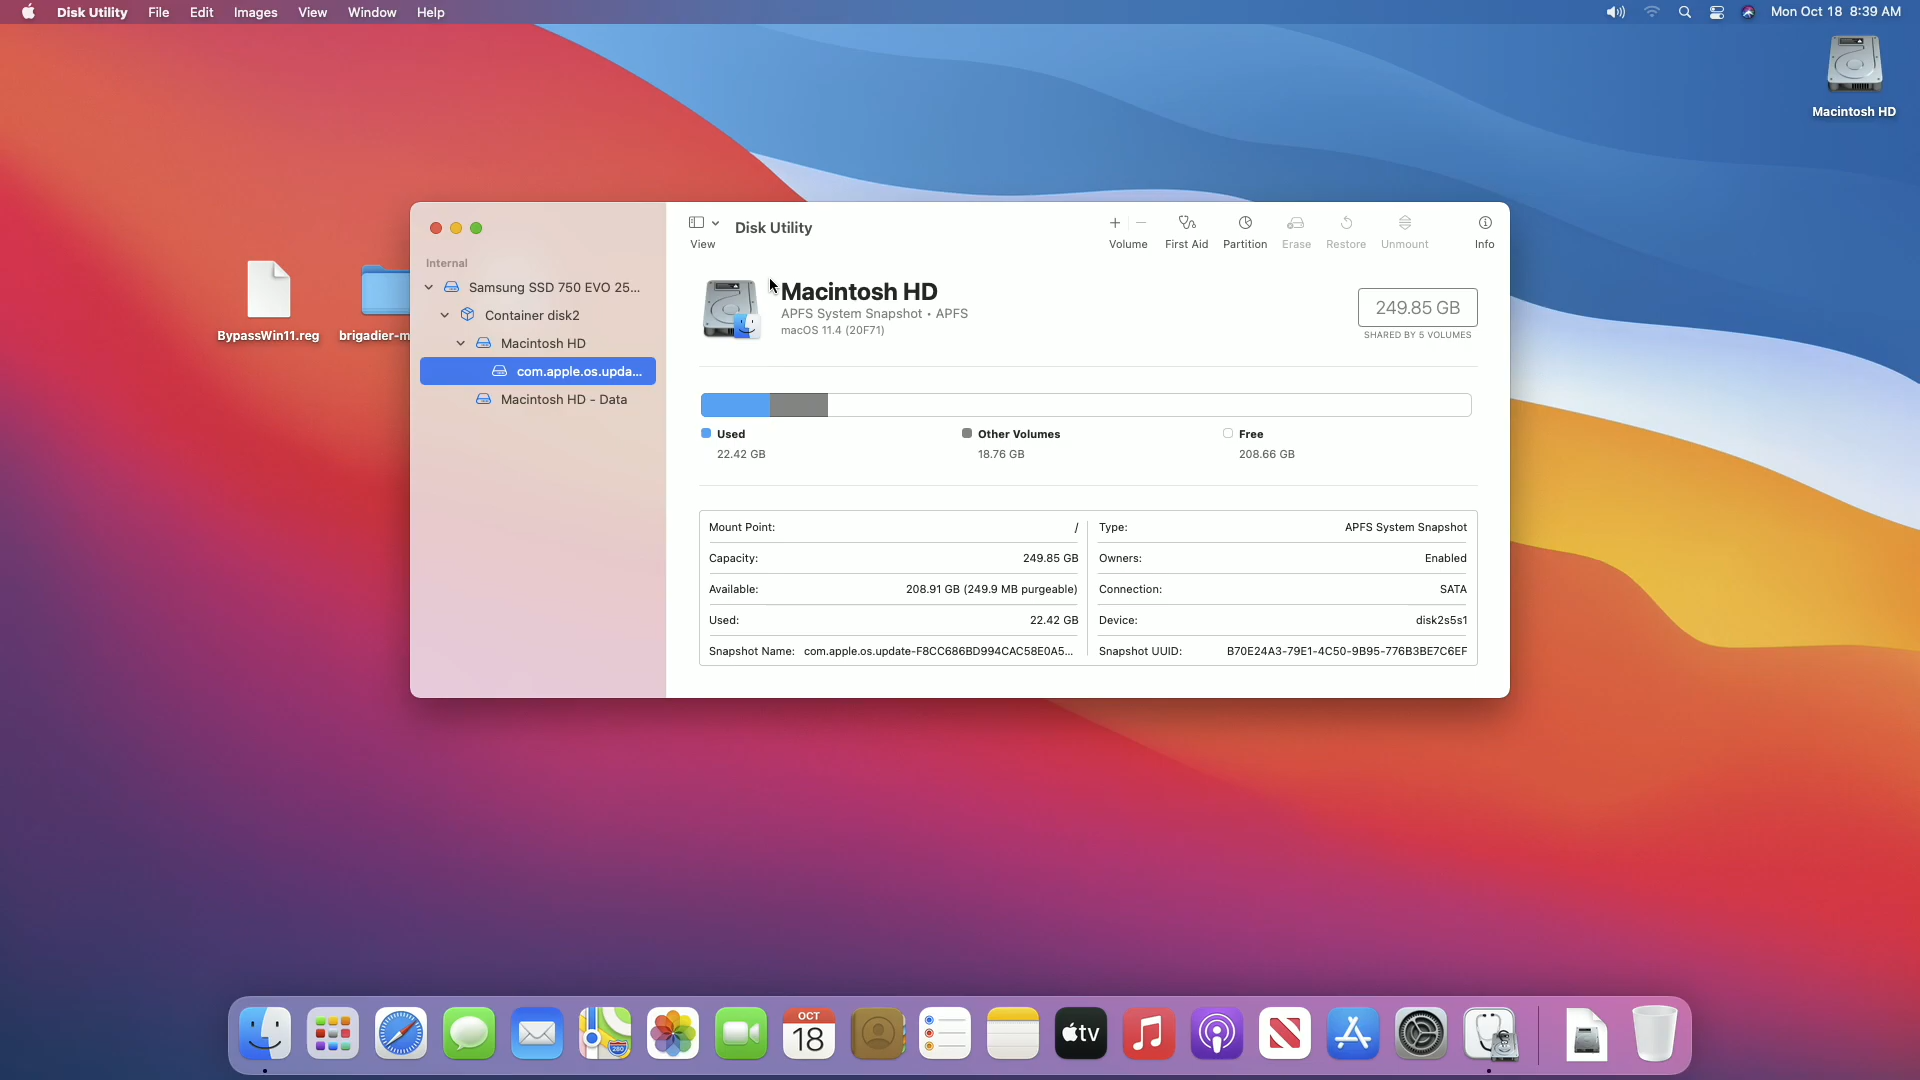 Disk Utility File Edit Images View Window Help Mon Oct 18 8:39 AM
Macintosh HD
BypassWin11.reg brigadier-m
Internal
Samsung SSD 750 EVO 25...
Container disk2
Macintosh HD
com.apple.os.upda...
Macintosh HD - Data
View
Disk Utility
Volume First Aid Partition Erase Restore Unmount Info
Macintosh HD
APFS System Snapshot • APFS
macOS 11.4 (20F71)
249.85 GB
SHARED BY 5 VOLUMES
Used
22.42 GB
Other Volumes
18.76 GB
Free
208.66 GB
Mount Point: /
Capacity: 249.85 GB
Available: 208.91 GB (249.9 MB purgeable)
Used: 22.42 GB
Snapshot Name: com.apple.os.update-F8CC686BD994CAC58E0A5...
Type: APFS System Snapshot
Owners: Enabled
Connection: SATA
Device: disk2s5s1
Snapshot UUID: B70E24A3-79E1-4C50-9B95-776B3BE7C6EF
280
OCT
18
tv